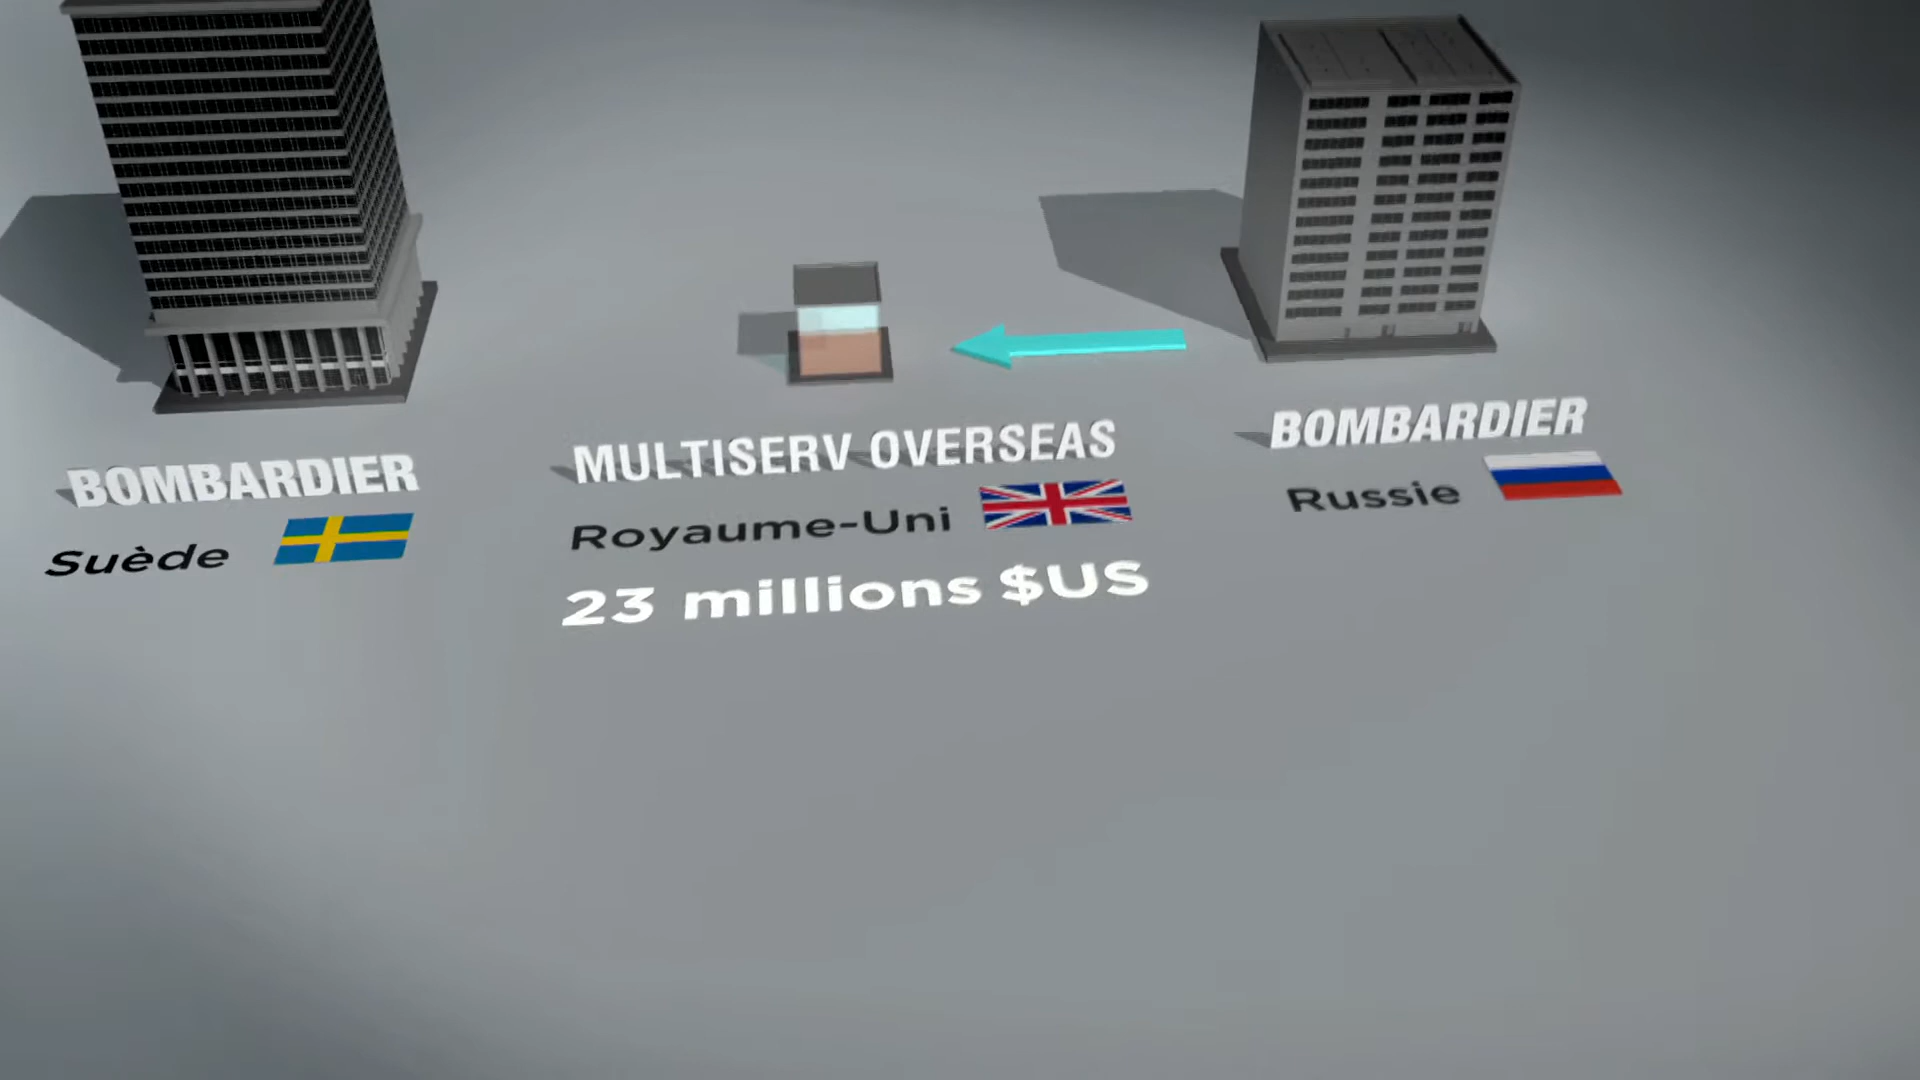 BOMBARDIER
Suède
MULTISERV OVERSEAS
Royaume-Uni
23 millions $US
BOMBARDIER
Russie